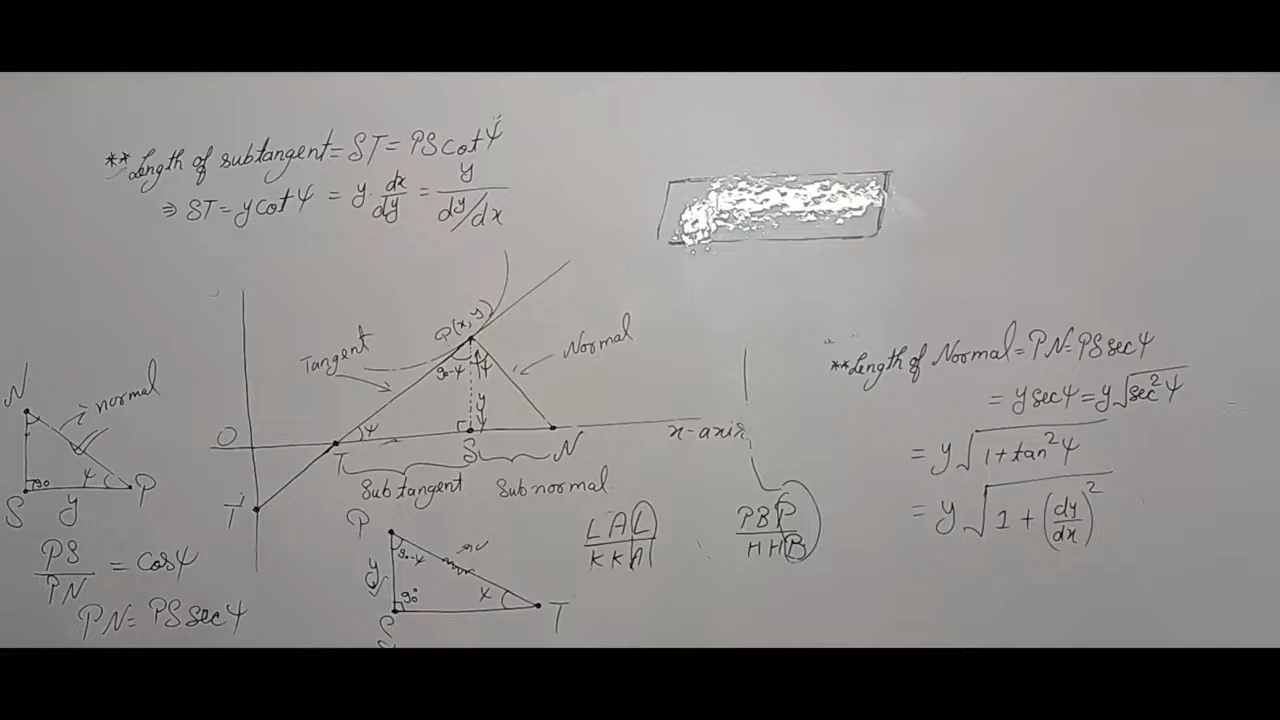 **Length of subtangent = ST = PS cot ψ
⇒ ST = y cot ψ = y. dx/dy = y/(dy/dx)
P(x, y)
Tangent
Normal
90-ψ
ψ
y
ψ
O
T
S
N
x-axis
T'
Subtangent
Subnormal
N
normal
90
ψ
S
y
P
PS/PN = cos ψ
PN = PS sec ψ
P
90-ψ
y
90°
ψ
S
T
LAL
KKA
PBP
HHB
**Length of Normal = PN = PS sec ψ
= y sec ψ = y √sec²ψ
= y √1 + tan²ψ
= y √1 + (dy/dx)²